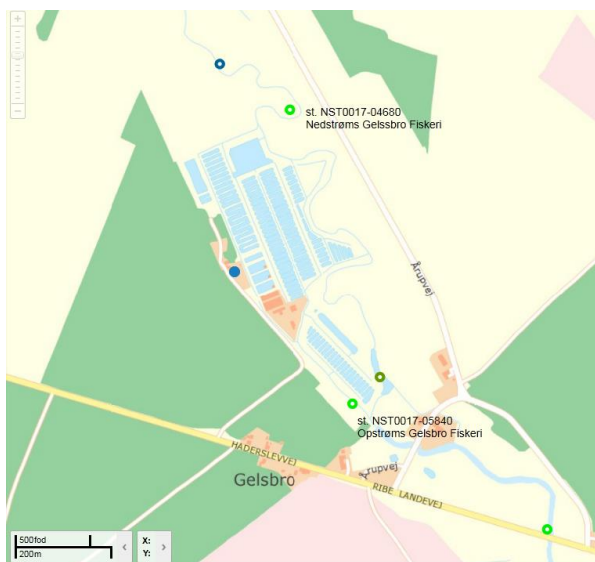 st. NST0017-04680
Nedstrøms Gelssbro Fiskeri
Årupvej
st. NST0017-05840
Opstrøms Gelsbro Fiskeri
HADERSLEVVEJ
Årupvej
Gelsbro
RIBE LANDEVEJ
500fod
200m
X:
Y: